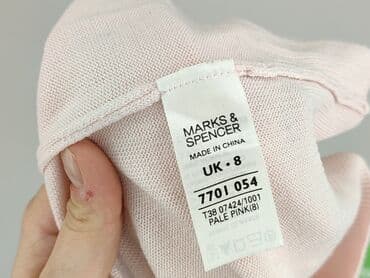 MARKS &
SPENCER
MADE IN CHINA
UK • 8
7701 054
T38 07424/1001
PALE PINK(B)